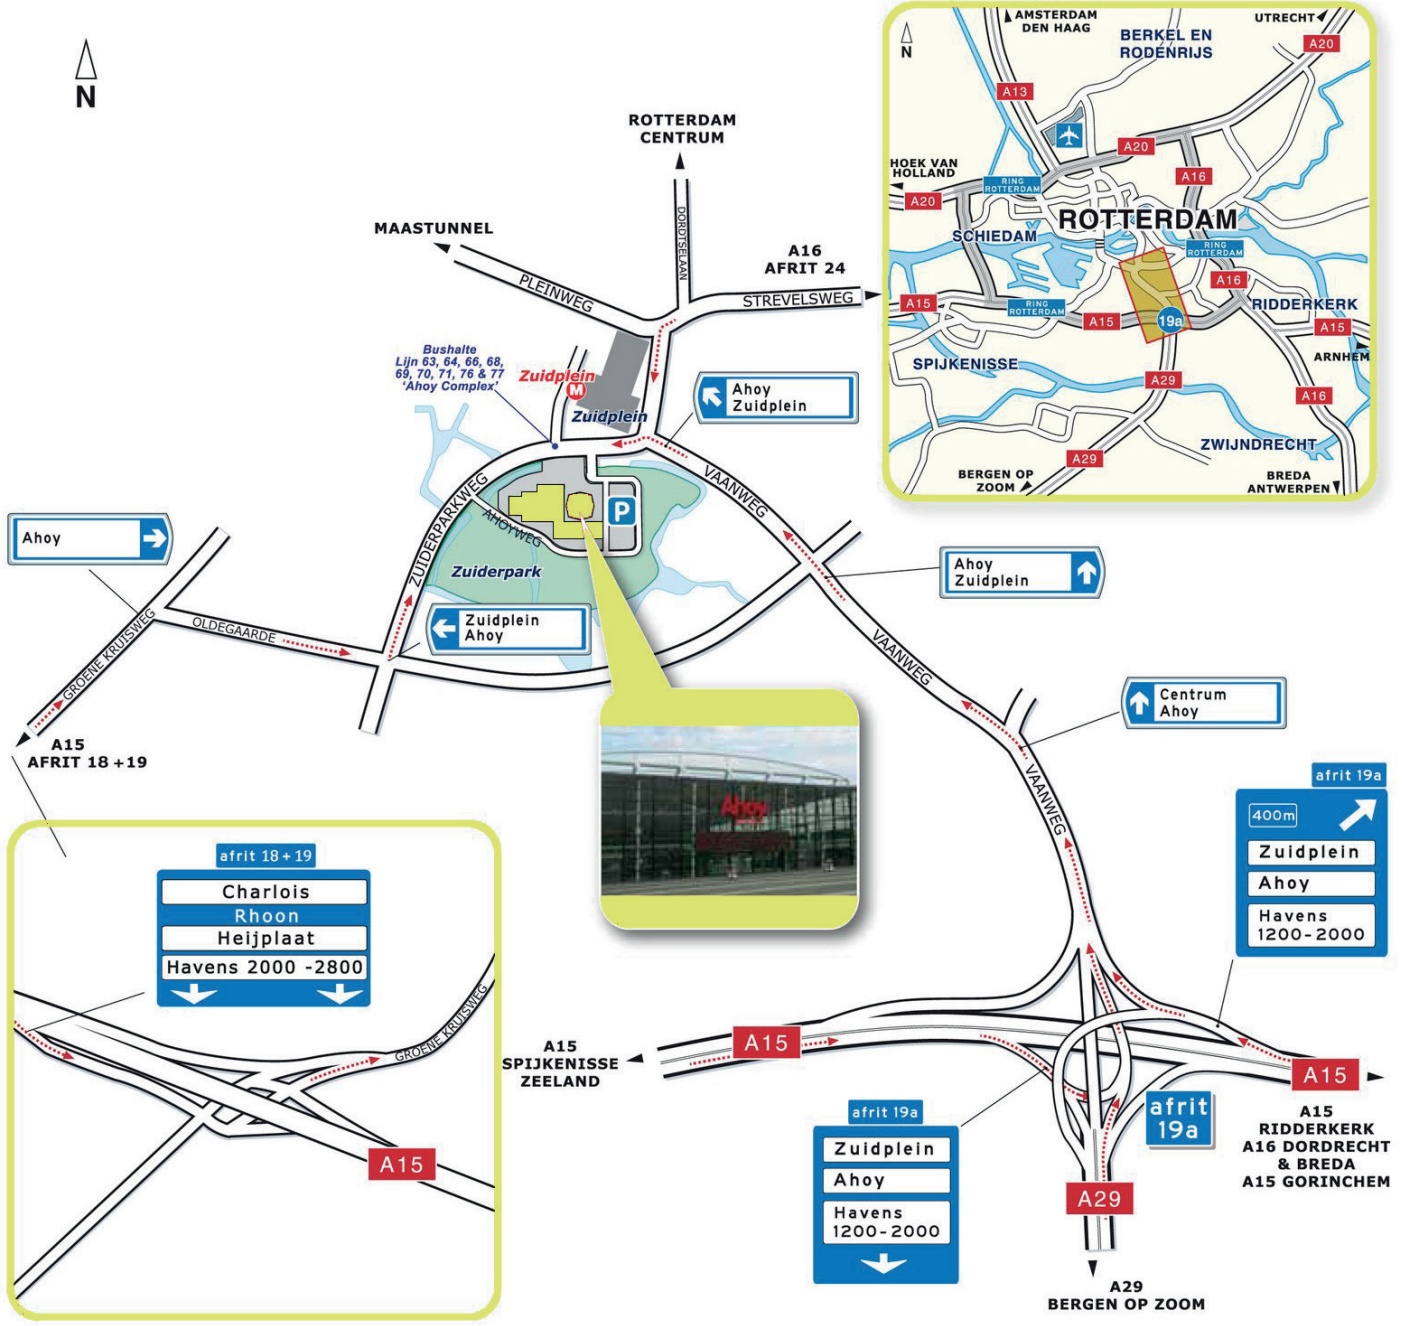 N
ROTTERDAM
CENTRUM
MAASTUNNEL
DORDTSELAAN
A16
AFRIT 24
PLEINWEG
STREVELSWEG
Bushalte
Lijn 63, 64, 66, 68,
69, 70, 71, 76 & 77
'Ahoy Complex'
Zuidplein
M
Zuidplein
Ahoy
Zuidplein
VAANWEG
ZUIDERPARKWEG
AHOYWEG
P
Zuiderpark
Ahoy
OLDEGAARDE
GROENE KRUISWEG
Zuidplein
Ahoy
Ahoy
Zuidplein
VAANWEG
A15
AFRIT 18 + 19
Centrum
Ahoy
VAANWEG
Ahoy
afrit 19a
400m
Zuidplein
Ahoy
Havens
1200-2000
afrit 18 + 19
Charlois
Rhoon
Heijplaat
Havens 2000 -2800
GROENE KRUISWEG
A15
A15
SPIJKENISSE
ZEELAND
A15
A15
afrit
19a
A15
RIDDERKERK
A16 DORDRECHT
& BREDA
A15 GORINCHEM
afrit 19a
Zuidplein
Ahoy
Havens
1200-2000
A29
A29
BERGEN OP ZOOM
N
AMSTERDAM
DEN HAAG
BERKEL EN
RODENRIJS
UTRECHT
A20
A13
A20
HOEK VAN
HOLLAND
RING
ROTTERDAM
A16
A20
ROTTERDAM
SCHIEDAM
RING
ROTTERDAM
A16
A15
RING
ROTTERDAM
A15
19a
RIDDERKERK
A15
ARNHEM
SPIJKENISSE
A29
A16
ZWIJNDRECHT
A29
BERGEN OP
ZOOM
BREDA
ANTWERPEN